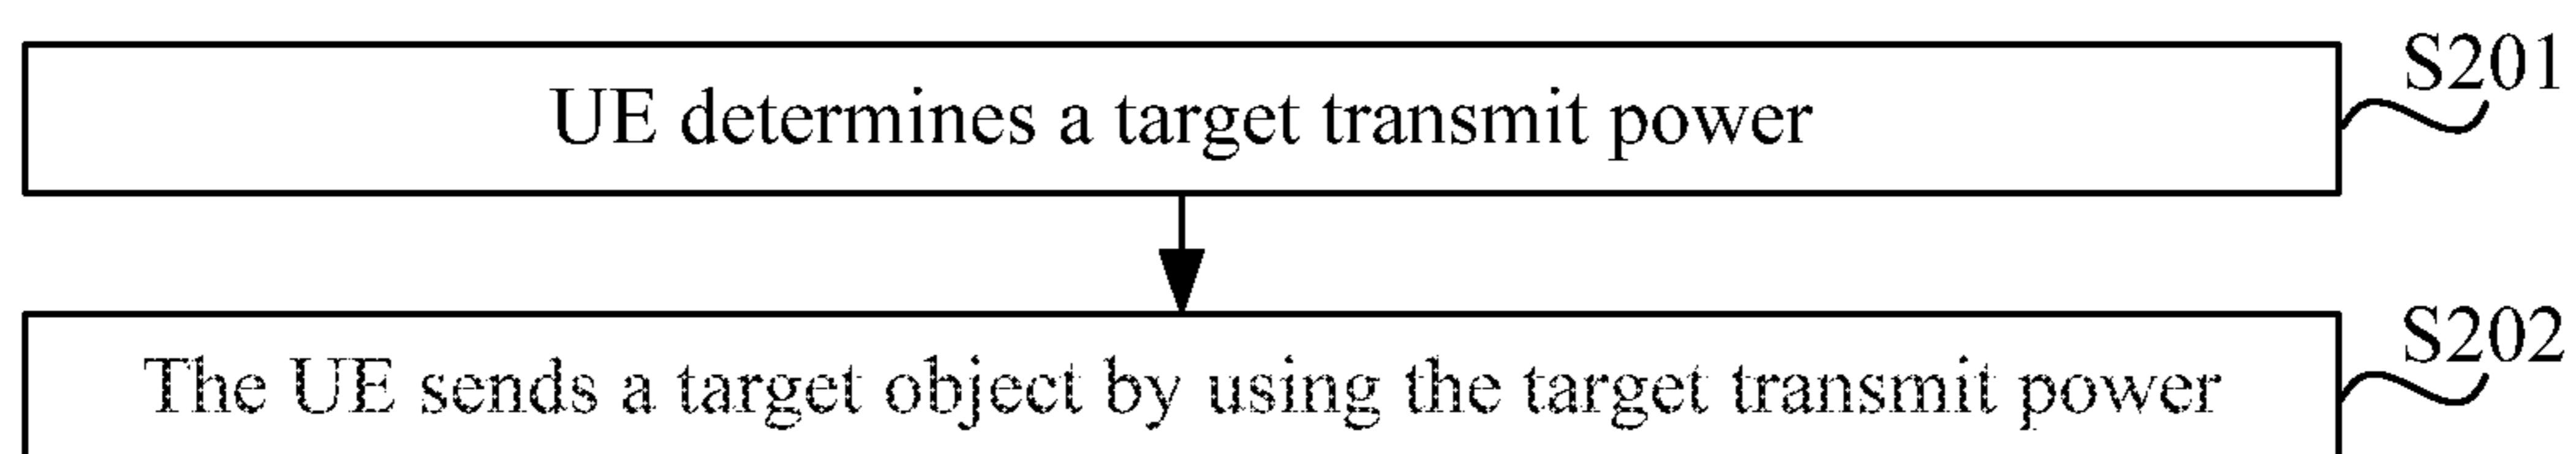 UE determines a target transmit power
S201
The UE sends a target object by using the target transmit power
S202